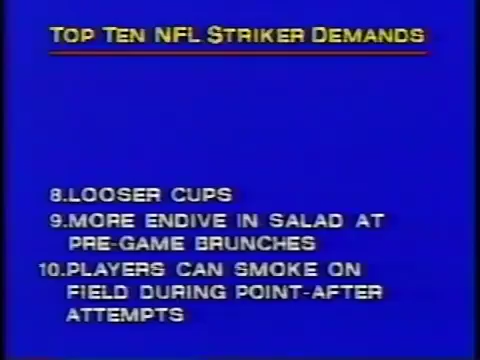 TOP TEN NFL STRIKER DEMANDS
8.LOOSER CUPS
9.MORE ENDIVE IN SALAD AT
PRE-GAME BRUNCHES
10.PLAYERS CAN SMOKE ON
FIELD DURING POINT-AFTER
ATTEMPTS